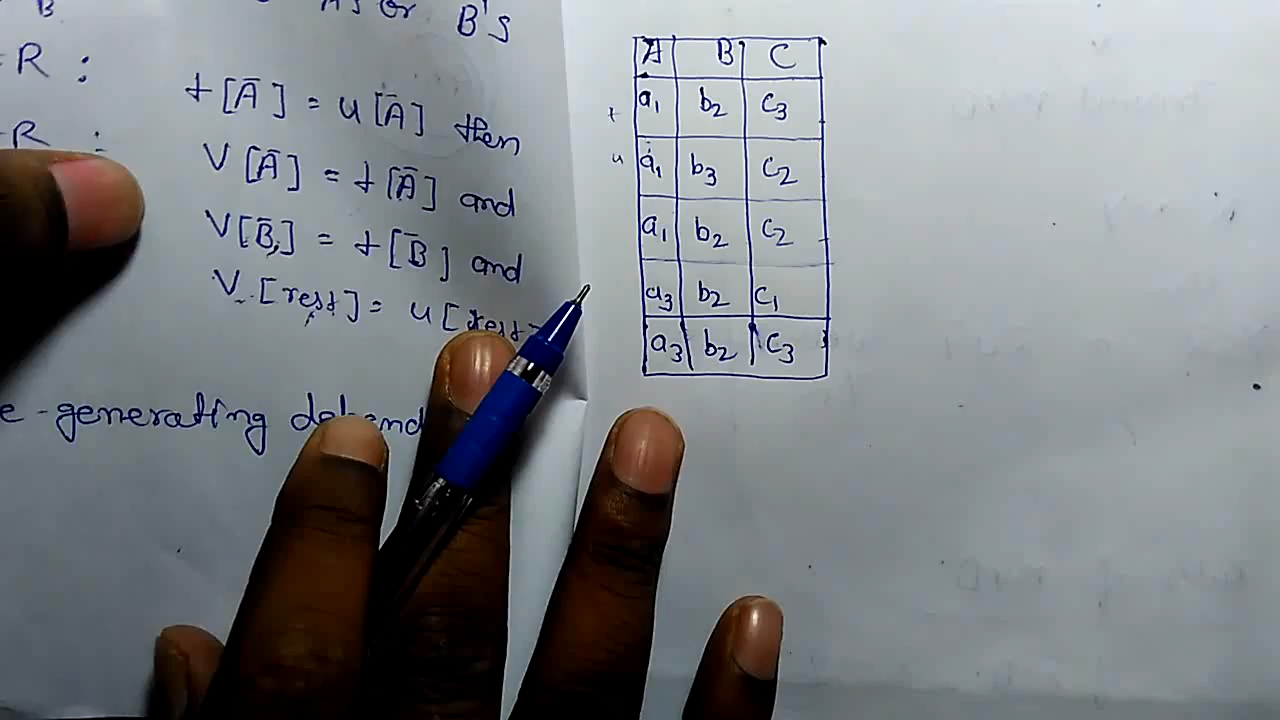 B
A's or B's
R :
t[Ā] = u[Ā] then
R :
V[Ā] = t[Ā] and
V[B̄,] = t[B̄] and
V [rest] = u[rest
e-generating
A B C
t a₁ b₂ c₃
u a₁ b₃ c₂
a₁ b₂ c₂
a₃ b₂ c₁
a₃ b₂ c₃